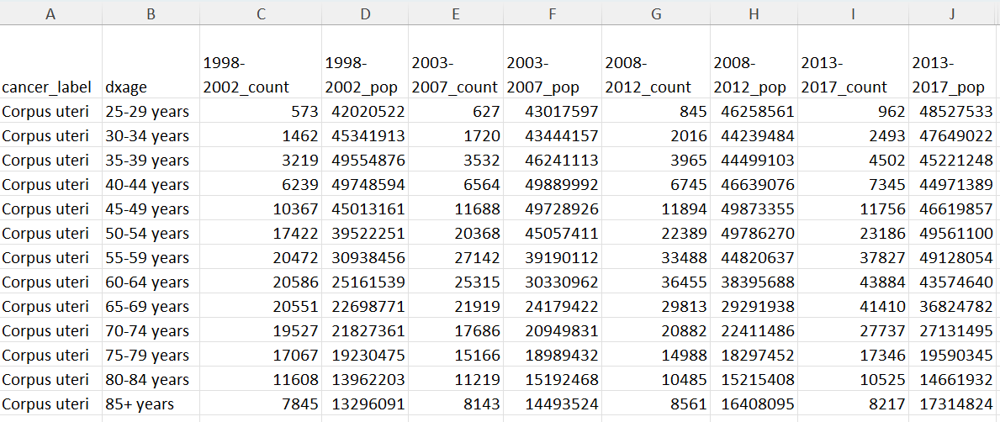 A B C D E F G H I J
1998- 1998- 2003- 2003- 2008- 2008- 2013- 2013-
cancer_label dxage 2002_count 2002_pop 2007_count 2007_pop 2012_count 2012_pop 2017_count 2017_pop
Corpus uteri 25-29 years 573 42020522 627 43017597 845 46258561 962 48527533
Corpus uteri 30-34 years 1462 45341913 1720 43444157 2016 44239484 2493 47649022
Corpus uteri 35-39 years 3219 49554876 3532 46241113 3965 44499103 4502 45221248
Corpus uteri 40-44 years 6239 49748594 6564 49889992 6745 46639076 7345 44971389
Corpus uteri 45-49 years 10367 45013161 11688 49728926 11894 49873355 11756 46619857
Corpus uteri 50-54 years 17422 39522251 20368 45057411 22389 49786270 23186 49561100
Corpus uteri 55-59 years 20472 30938456 27142 39190112 33488 44820637 37827 49128054
Corpus uteri 60-64 years 20586 25161539 25315 30330962 36455 38395688 43884 43574640
Corpus uteri 65-69 years 20551 22698771 21919 24179422 29813 29291938 41410 36824782
Corpus uteri 70-74 years 19527 21827361 17686 20949831 20882 22411486 27737 27131495
Corpus uteri 75-79 years 17067 19230475 15166 18989432 14988 18297452 17346 19590345
Corpus uteri 80-84 years 11608 13962203 11219 15192468 10485 15215408 10525 14661932
Corpus uteri 85+ years 7845 13296091 8143 14493524 8561 16408095 8217 17314824